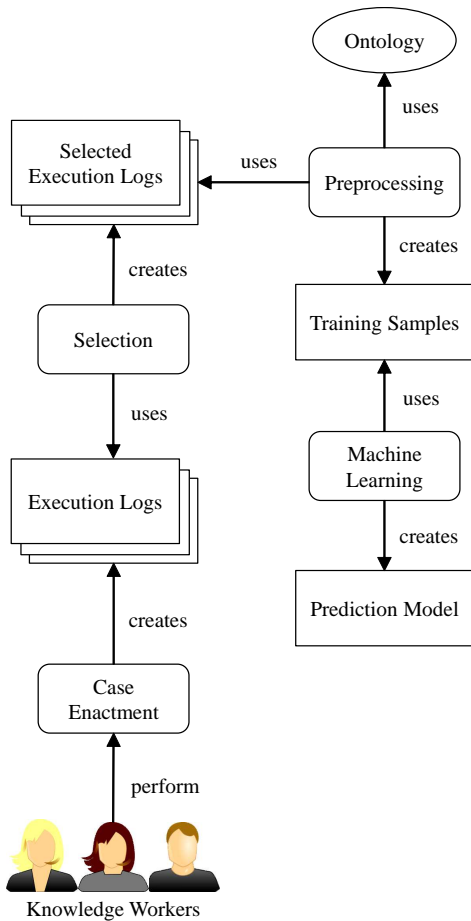 Ontology
uses
Selected
Execution Logs
uses
Preprocessing
creates
creates
Training Samples
Selection
uses
uses
Machine
Learning
Execution Logs
creates
Prediction Model
creates
Case
Enactment
perform
Knowledge Workers